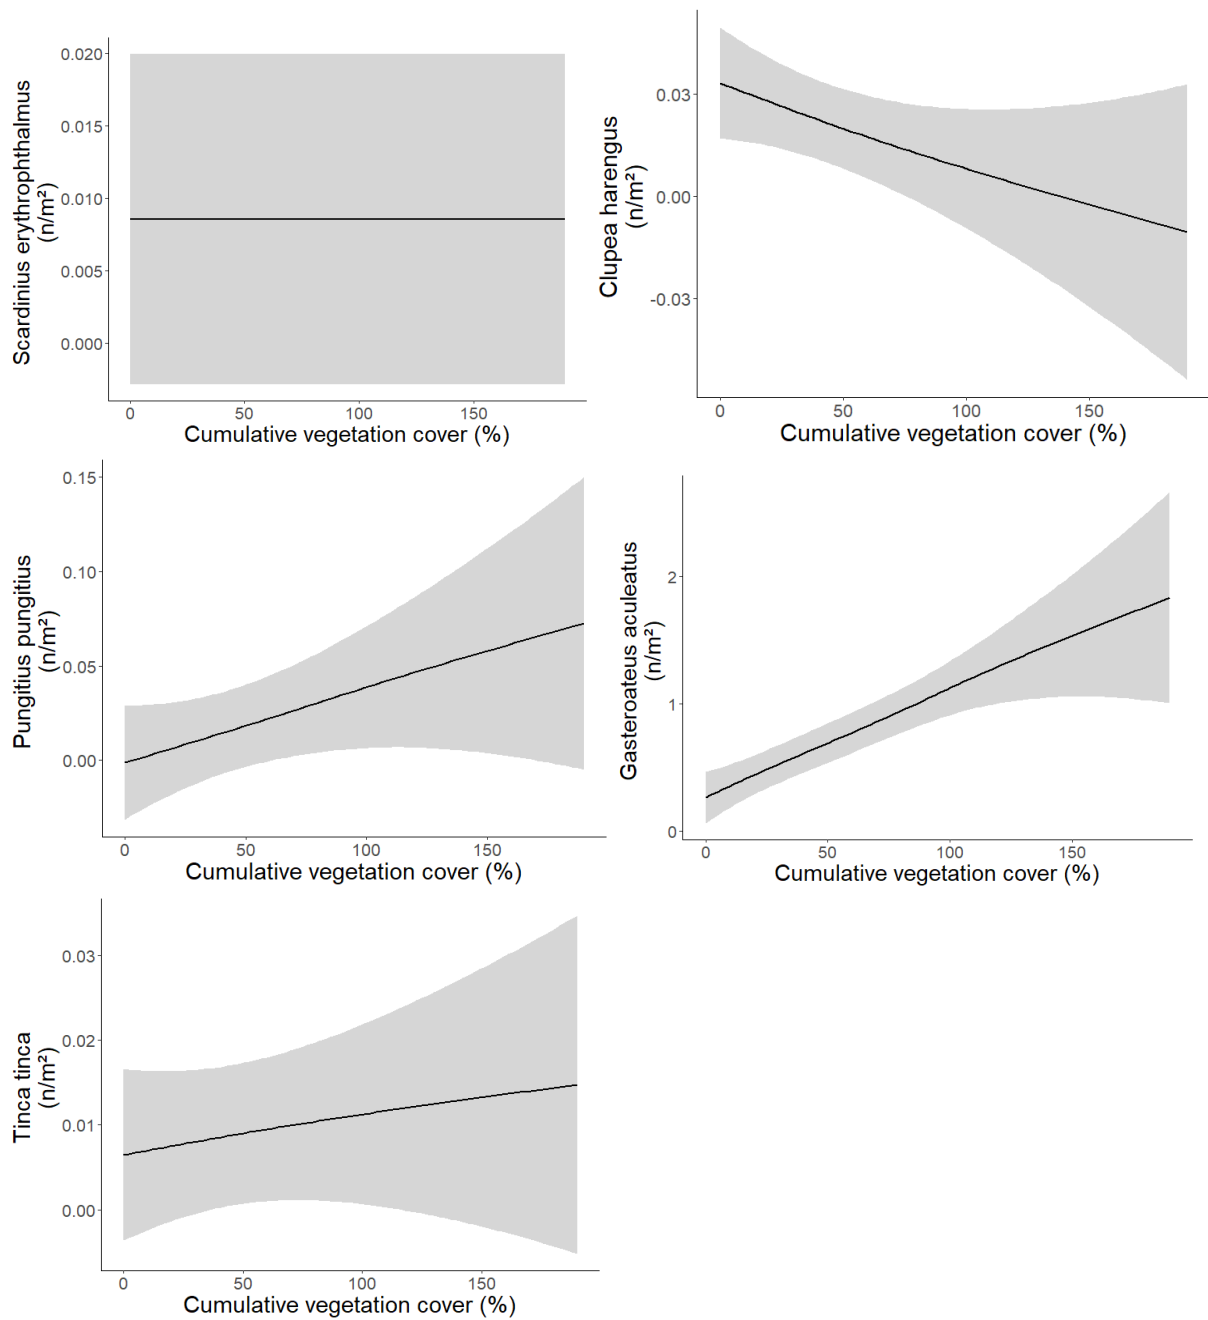 Scardinius erythrophthalmus
(n/m²)
0.020
0.015
0.010
0.005
0.000
0
50
100
150
Cumulative vegetation cover (%)
Clupea harengus
(n/m²)
0.03
0.00
-0.03
0
50
100
150
Cumulative vegetation cover (%)
Pungitius pungitius
(n/m²)
0.15
0.10
0.05
0.00
0
50
100
150
Cumulative vegetation cover (%)
Gasteroateus aculeatus
(n/m²)
2
1
0
0
50
100
150
Cumulative vegetation cover (%)
Tinca tinca
(n/m²)
0.03
0.02
0.01
0.00
0
50
100
150
Cumulative vegetation cover (%)